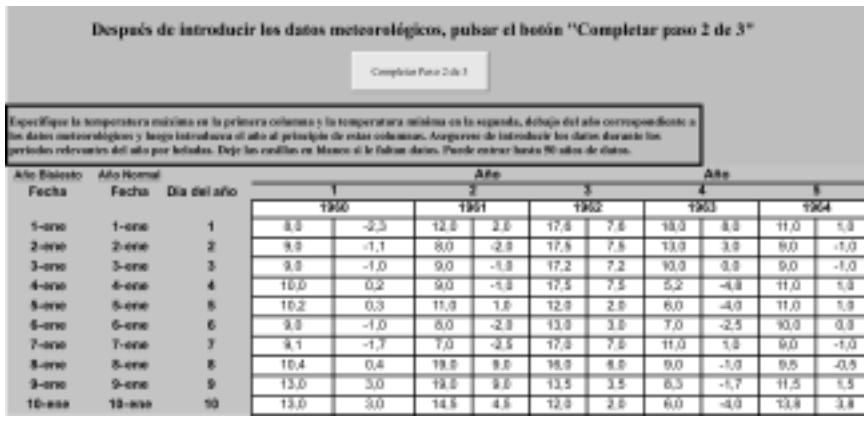 Después de introducir los datos meteorológicos, pulsar el botón "Completar paso 2 de 3"
Completar Paso 2 de 3
Especifique la temperatura máxima en la primera columna y la temperatura mínima en la segunda, debajo del año correspondiente a
los datos meteorológicos y luego introduzca el año al principio de estas columnas. Asegurese de introducir los datos durante los
períodos relevantes del año por heladas. Deje las casillas en blanco si le faltan datos. Puede entrar hasta 50 años de datos.
Año Bisiesto Año Normal Año Año
Fecha Fecha Día del año 1 2 3 4 5
1960 1961 1962 1963 1964
1-ene 1-ene 1 8,0 -2,3 12,0 2,0 17,6 7,6 18,0 8,0 11,0 1,0
2-ene 2-ene 2 9,0 -1,1 8,0 -2,0 17,5 7,5 13,0 3,0 9,0 -1,0
3-ene 3-ene 3 9,0 -1,0 9,0 -1,0 17,2 7,2 10,0 0,0 9,0 -1,0
4-ene 4-ene 4 10,0 0,2 9,0 -1,0 17,5 7,5 5,2 -4,8 11,0 1,0
5-ene 5-ene 5 10,2 0,3 11,0 1,0 12,0 2,0 6,0 -4,0 11,0 1,0
6-ene 6-ene 6 9,0 -1,0 8,0 -2,0 13,0 3,0 7,0 -2,5 10,0 0,0
7-ene 7-ene 7 9,1 -1,7 7,0 -2,5 17,0 7,0 11,0 1,0 9,0 -1,0
8-ene 8-ene 8 10,4 0,4 19,0 9,0 16,0 6,0 9,0 -1,0 9,5 -0,5
9-ene 9-ene 9 13,0 3,0 19,0 9,0 13,5 3,5 8,3 -1,7 11,5 1,5
10-ene 10-ene 10 13,0 3,0 14,5 4,5 12,0 2,0 6,0 -4,0 13,8 3,8